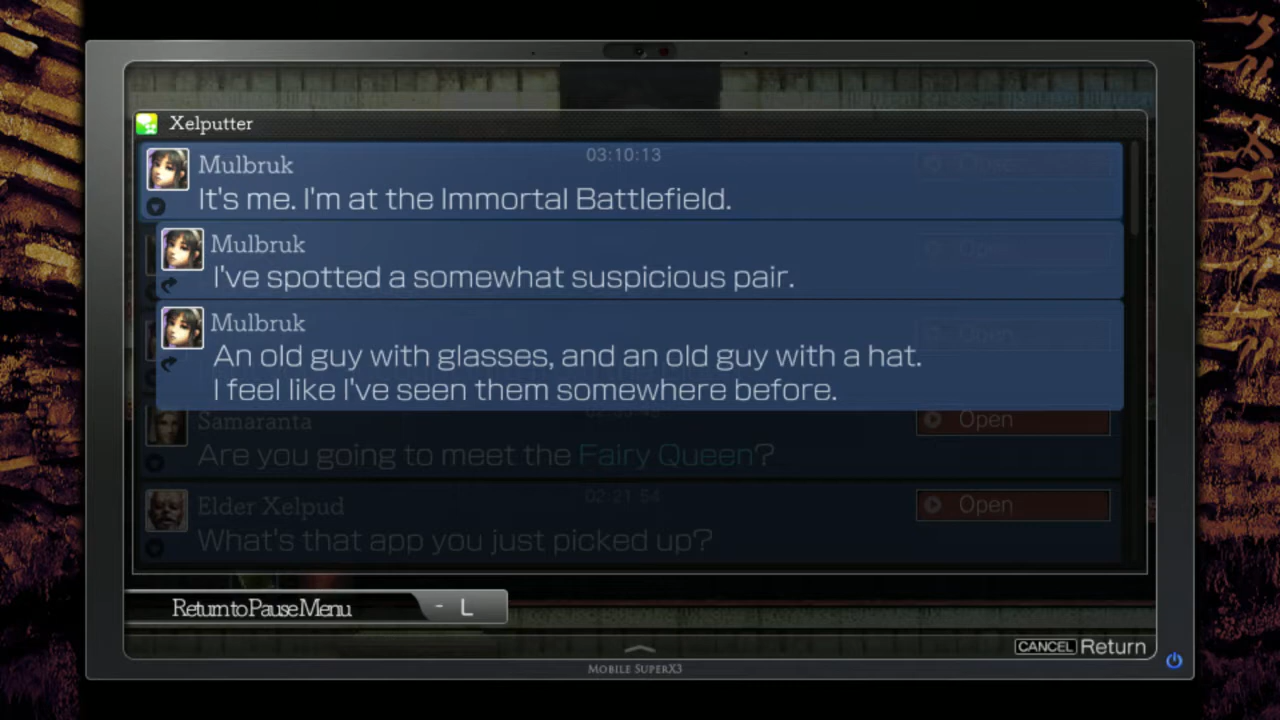 Xelputter
Mulbruk
03:10:13
It's me. I'm at the Immortal Battlefield.
Mulbruk
I've spotted a somewhat suspicious pair.
Open
Mulbruk
An old guy with glasses, and an old guy with a hat.
Open
I feel like I've seen them somewhere before.
Samaranta
Open
Are you going to meet the Fairy Queen?
Elder Xelpud
02:21:54
Open
What's that app you just picked up?
Return to Pause Menu
- L
CANCEL Return
MOBILE SUPERX3